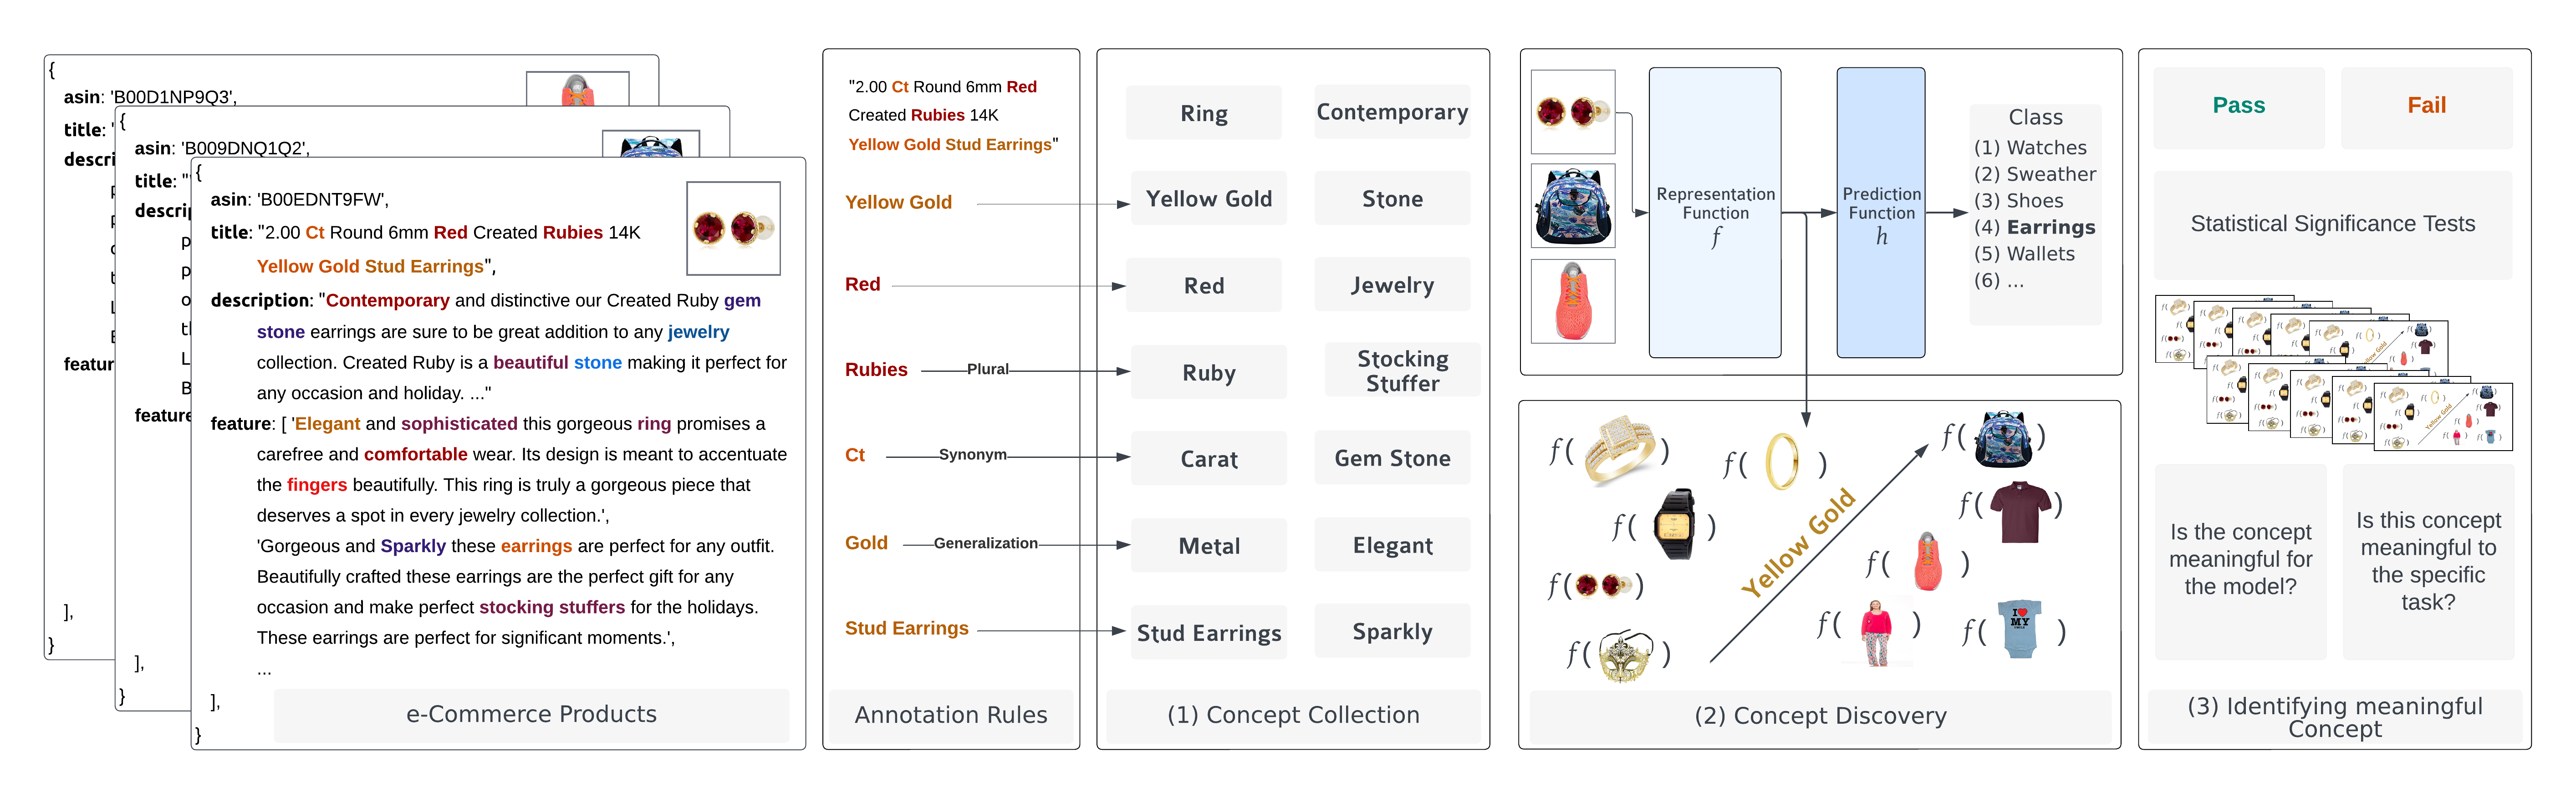 {
asin: 'B00D1NP9Q3',
title: '
descri
feature
],
}
{
asin: 'B009DNQ1Q2',
title: "
descrip
feature
],
}
{
asin: 'B00EDNT9FW',
title: "2.00 Ct Round 6mm Red Created Rubies 14K
Yellow Gold Stud Earrings",
description: "Contemporary and distinctive our Created Ruby gem
stone earrings are sure to be great addition to any jewelry
collection. Created Ruby is a beautiful stone making it perfect for
any occasion and holiday. ..."
feature: [ 'Elegant and sophisticated this gorgeous ring promises a
carefree and comfortable wear. Its design is meant to accentuate
the fingers beautifully. This ring is truly a gorgeous piece that
deserves a spot in every jewelry collection.',
'Gorgeous and Sparkly these earrings are perfect for any outfit.
Beautifully crafted these earrings are the perfect gift for any
occasion and make perfect stocking stuffers for the holidays.
These earrings are perfect for significant moments.',
...
],
}
e-Commerce Products
"2.00 Ct Round 6mm Red
Created Rubies 14K
Yellow Gold Stud Earrings"
Yellow Gold
Red
Rubies
Plural
Ct
Synonym
Gold
Generalization
Stud Earrings
Annotation Rules
Ring
Contemporary
Yellow Gold
Stone
Red
Jewelry
Ruby
Stocking
Stuffer
Carat
Gem Stone
Metal
Elegant
Stud Earrings
Sparkly
(1) Concept Collection
Representation
Function
f
Prediction
Function
h
Class
(1) Watches
(2) Sweather
(3) Shoes
(4) Earrings
(5) Wallets
(6) ...
f( )
f( )
f( )
f( )
f( )
f( )
f( )
f( )
f( )
f( )
I ♥
MY
Yellow Gold
(2) Concept Discovery
Pass
Fail
Statistical Significance Tests
Yellow Gold
Yellow Gold
Is the concept
meaningful for
the model?
Is this concept
meaningful to
the specific
task?
(3) Identifying meaningful
Concept